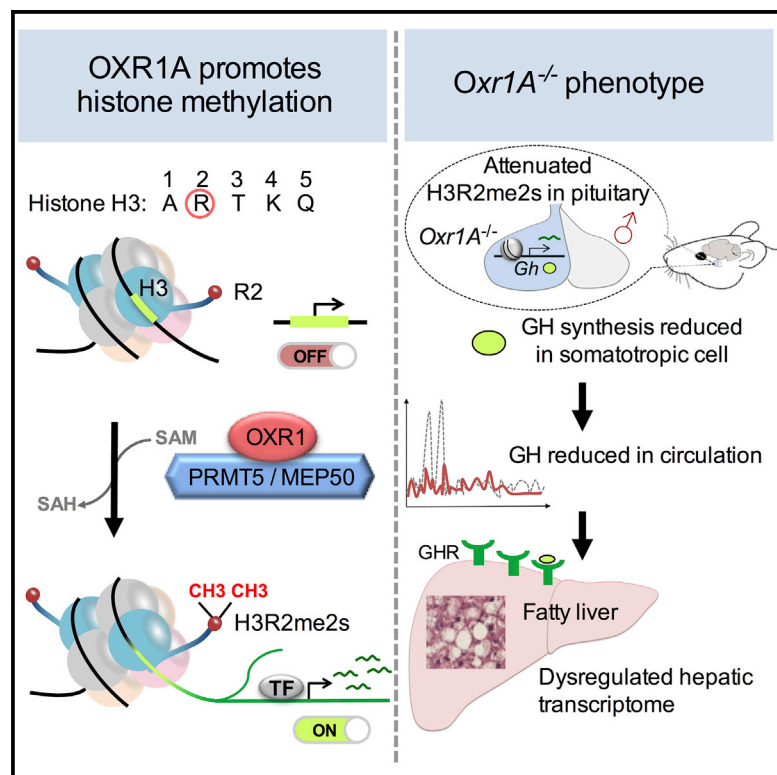 OXR1A promotes
histone methylation
1 2 3 4 5
Histone H3: A R T K Q
H3
R2
OFF
SAM
SAH
OXR1
PRMT5 / MEP50
CH3 CH3
H3R2me2s
TF
ON
Oxr1A-/- phenotype
Attenuated
H3R2me2s in pituitary
Oxr1A-/-
♂
Gh
GH synthesis reduced
in somatotropic cell
GH reduced in circulation
GHR
Fatty liver
Dysregulated hepatic
transcriptome